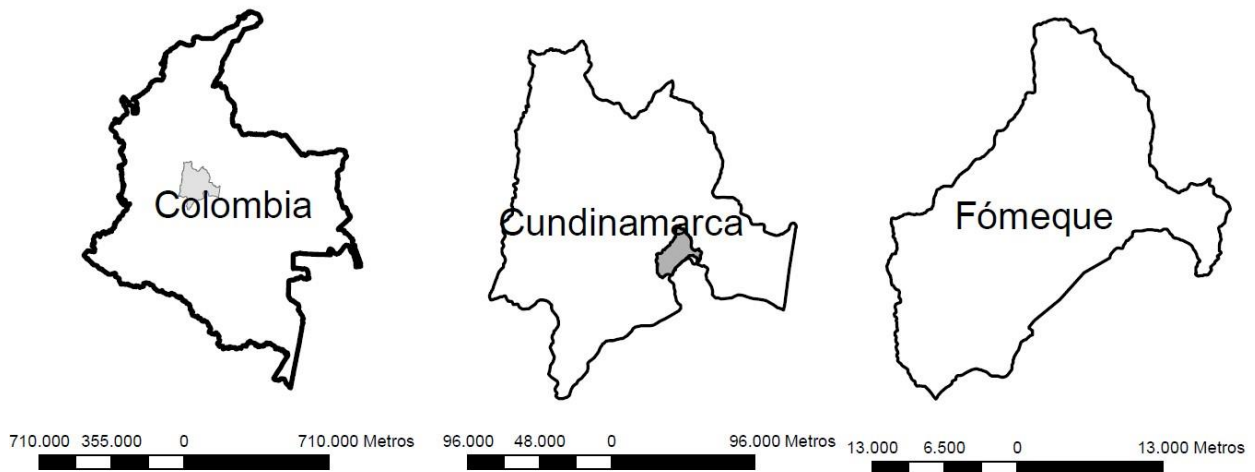 Colombia
Cundinamarca
Fómeque
710.000 355.000 0 710.000 Metros
96.000 48.000 0 96.000 Metros
13.000 6.500 0 13.000 Metros